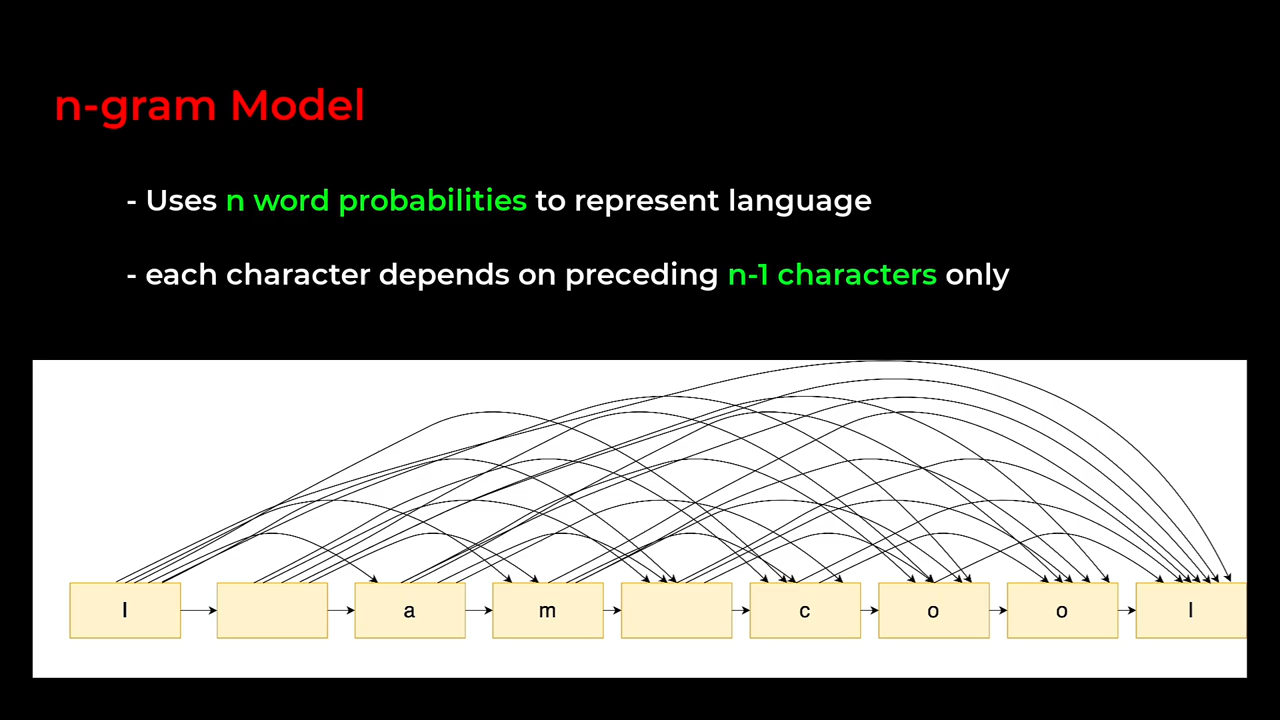 n-gram Model
- Uses n word probabilities to represent language
- each character depends on preceding n-1 characters only
I a m c o o l